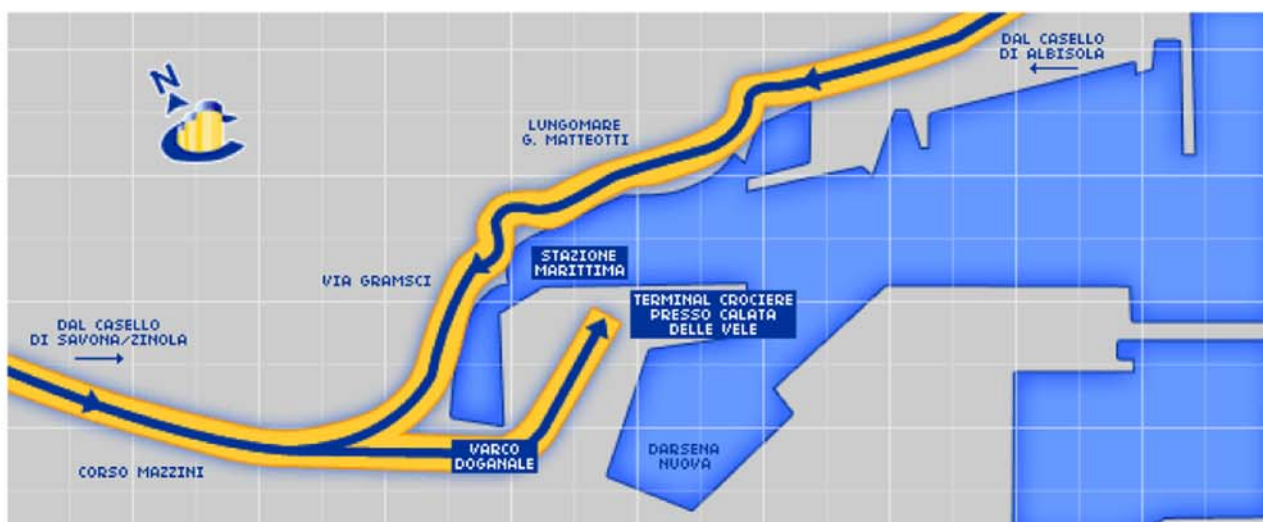 DAL CASELLO
DI ALBISOLA
N
LUNGOMARE
G. MATTEOTTI
STAZIONE
MARITTIMA
VIA GRAMSCI
TERMINAL CROCIERE
PRESSO CALATA
DELLE VELE
DAL CASELLO
DI SAVONA/ZINOLA
VARCO
DOGANALE
DARSENA
NUOVA
CORSO MAZZINI